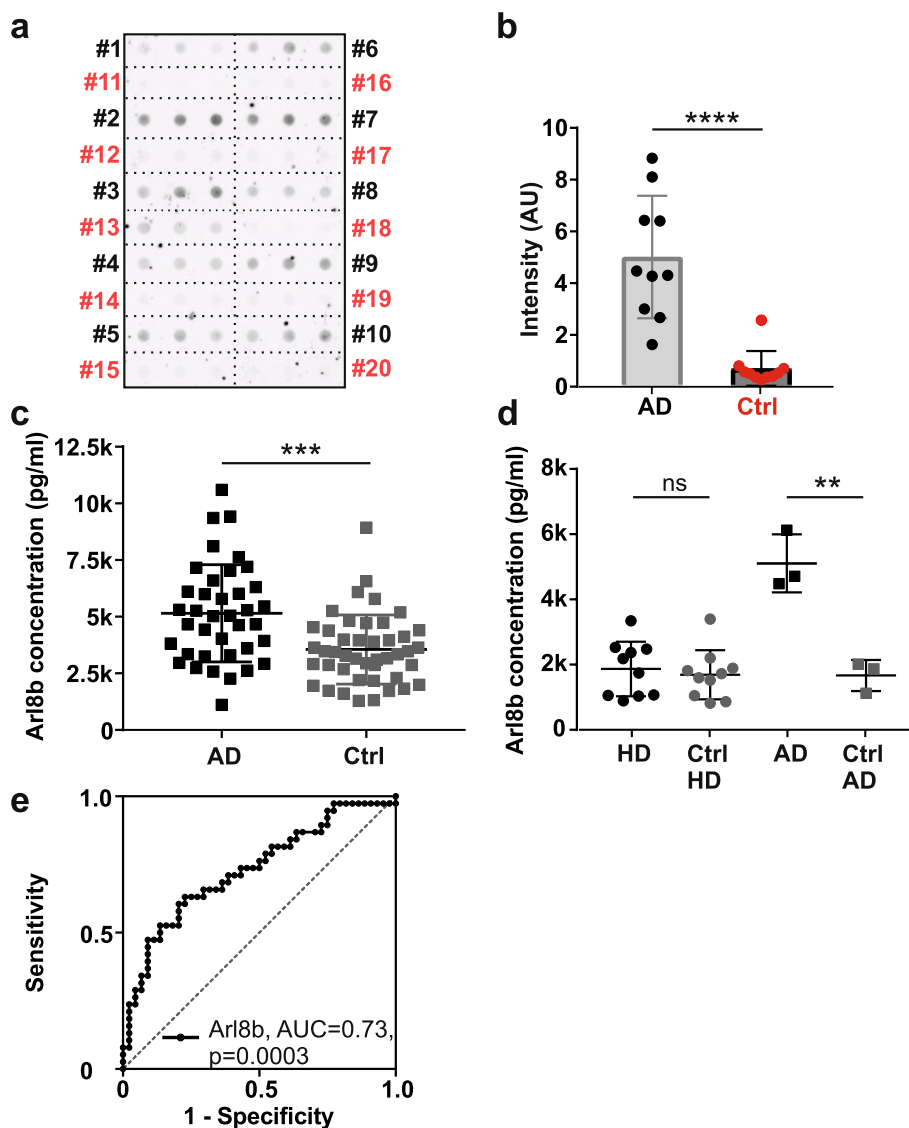 a
#1 #6
#11 #16
#2 #7
#12 #17
#3 #8
#13 #18
#4 #9
#14 #19
#5 #10
#15 #20
b
****
10
8
6
4
2
0
Intensity (AU)
AD Ctrl
c
***
12.5k
10k
7.5k
5k
2.5k
0
Arl8b concentration (pg/ml)
AD Ctrl
d
ns **
8k
6k
4k
2k
0
Arl8b concentration (pg/ml)
HD Ctrl AD Ctrl
HD AD
e
1.0
0.5
0
Sensitivity
Arl8b, AUC=0.73,
p=0.0003
0 0.5 1.0
1 - Specificity